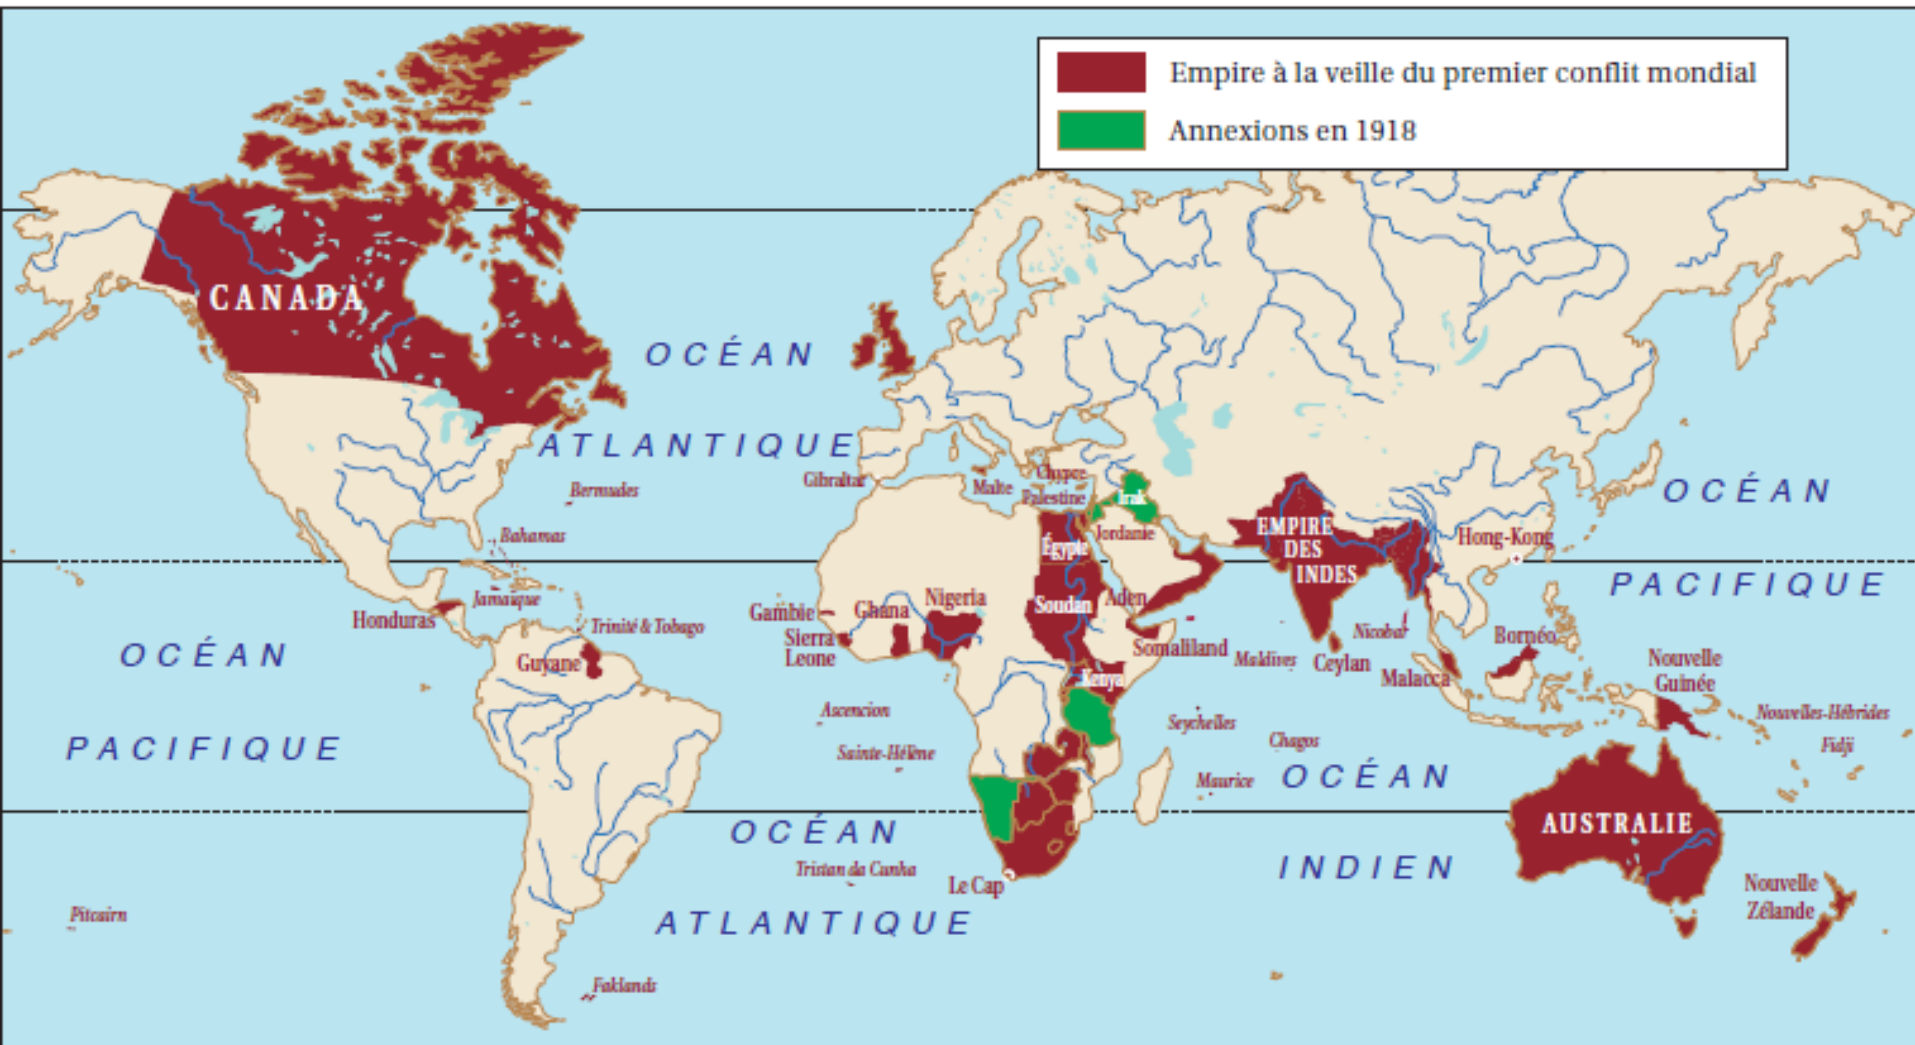 Empire à la veille du premier conflit mondial
Annexions en 1918
CANADA
OCÉAN
ATLANTIQUE
Bermudes
Bahamas
Jamaïque
Honduras
Trinité & Tobago
Guyane
OCÉAN
PACIFIQUE
Pitcairn
Faklands
Gibraltar
Malte
Chypre
Palestine
Irak
Jordanie
Égypte
Soudan
Aden
Gambie
Ghana
Nigeria
Sierra
Leone
Somaliland
Kenya
Ascencion
Sainte-Hélène
OCÉAN
Tristan da Cunha
Le Cap
ATLANTIQUE
EMPIRE
DES
INDES
Maldives
Ceylan
Nicobar
Malacca
Seychelles
Chagos
Maurice
OCÉAN
INDIEN
Hong-Kong
OCÉAN
PACIFIQUE
Bornéo
Nouvelle
Guinée
Nouvelles-Hébrides
Fidji
AUSTRALIE
Nouvelle
Zélande